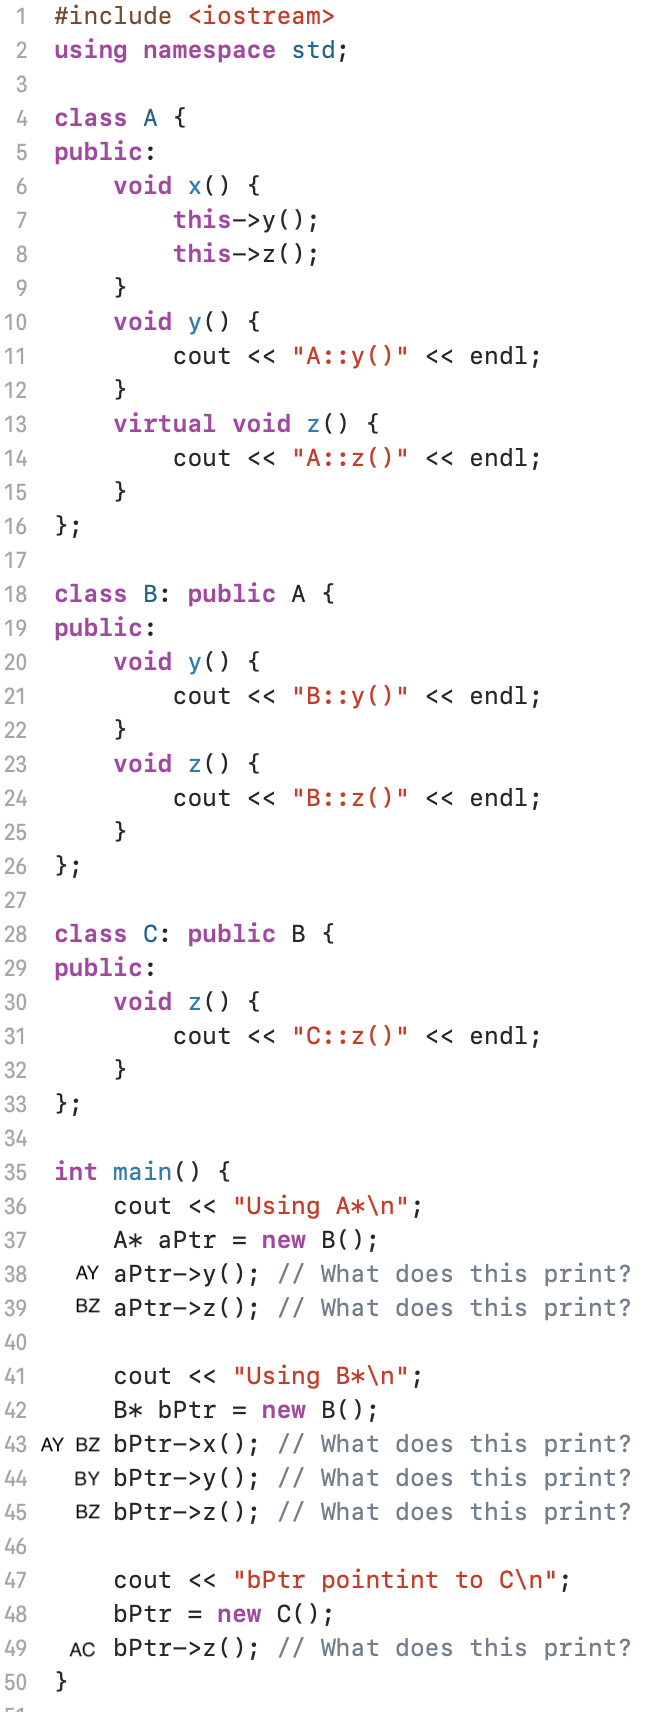 1 #include <iostream>
2 using namespace std;
3
4 class A {
5 public:
6     void x() {
7         this->y();
8         this->z();
9     }
10     void y() {
11         cout << "A::y()" << endl;
12     }
13     virtual void z() {
14         cout << "A::z()" << endl;
15     }
16 };
17
18 class B: public A {
19 public:
20     void y() {
21         cout << "B::y()" << endl;
22     }
23     void z() {
24         cout << "B::z()" << endl;
25     }
26 };
27
28 class C: public B {
29 public:
30     void z() {
31         cout << "C::z()" << endl;
32     }
33 };
34
35 int main() {
36     cout << "Using A*\n";
37     A* aPtr = new B();
38 AY aPtr->y(); // What does this print?
39 BZ aPtr->z(); // What does this print?
40
41     cout << "Using B*\n";
42     B* bPtr = new B();
43 AY BZ bPtr->x(); // What does this print?
44 BY bPtr->y(); // What does this print?
45 BZ bPtr->z(); // What does this print?
46
47     cout << "bPtr pointint to C\n";
48     bPtr = new C();
49 AC bPtr->z(); // What does this print?
50 }